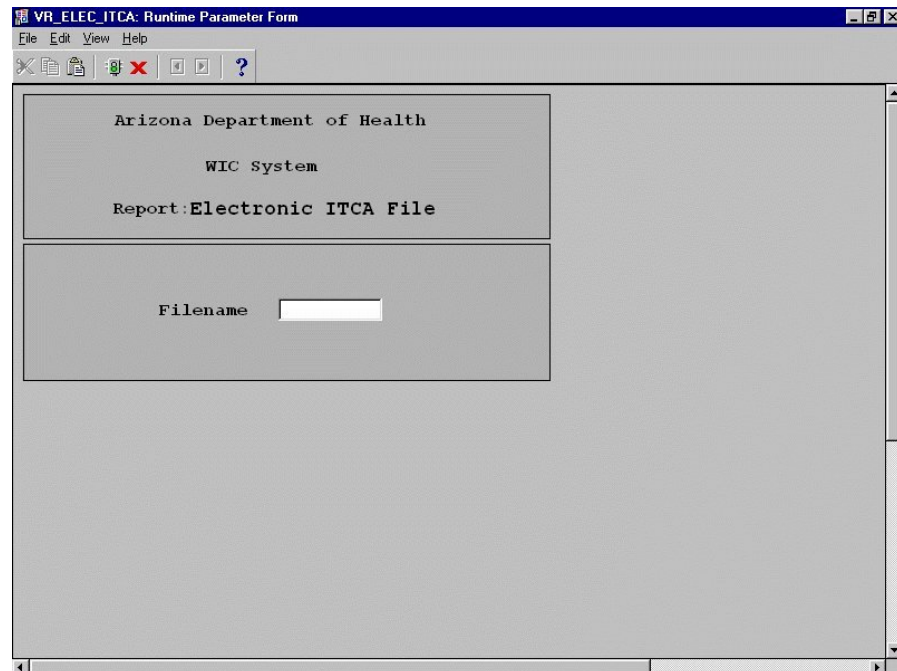 VR_ELEC_ITCA: Runtime Parameter Form
File Edit View Help
Arizona Department of Health
WIC System
Report:Electronic ITCA File
Filename